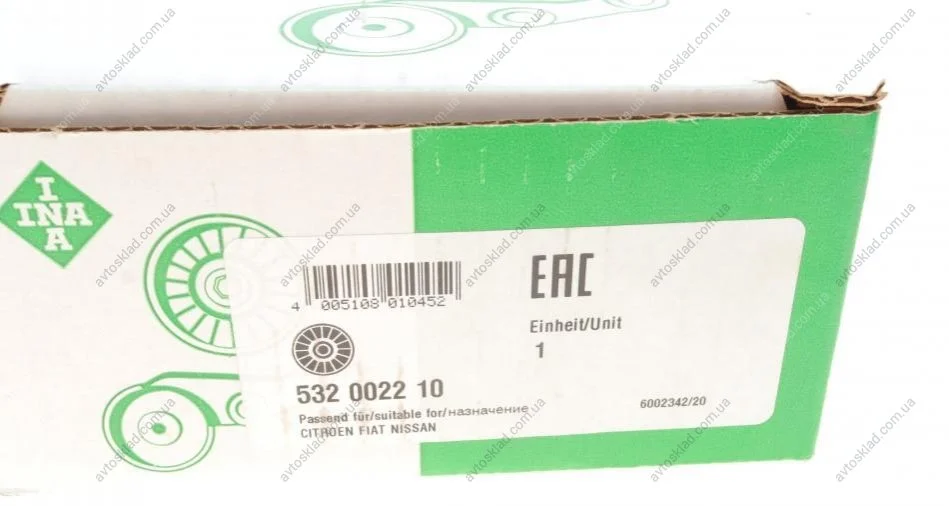 I
INA
A
4 005108 010452
EAC
Einheit/Unit
1
532 0022 10
Passend für/suitable for/назначение
CITROEN FIAT NISSAN
6002342/20
avtosklad.com.ua